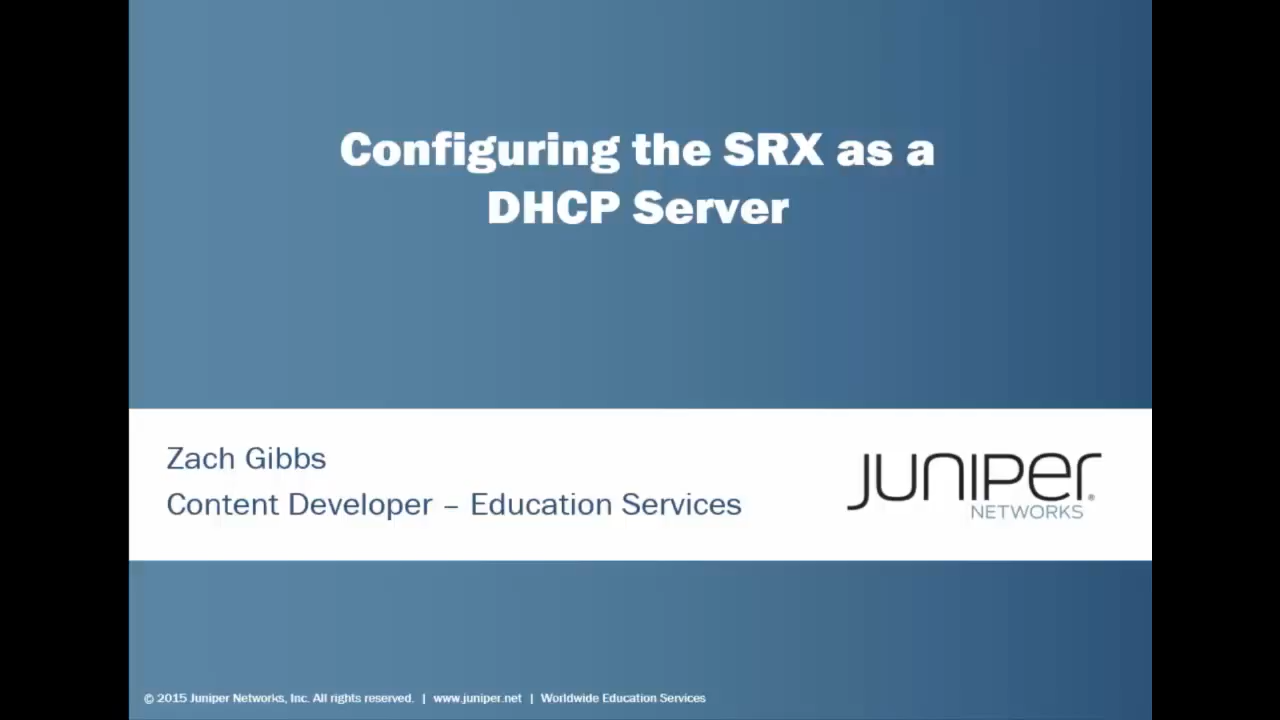 Configuring the SRX as a
DHCP Server
Zach Gibbs
Content Developer – Education Services
JUNIPEr®
NETWORKS
© 2015 Juniper Networks, Inc. All rights reserved. | www.juniper.net | Worldwide Education Services